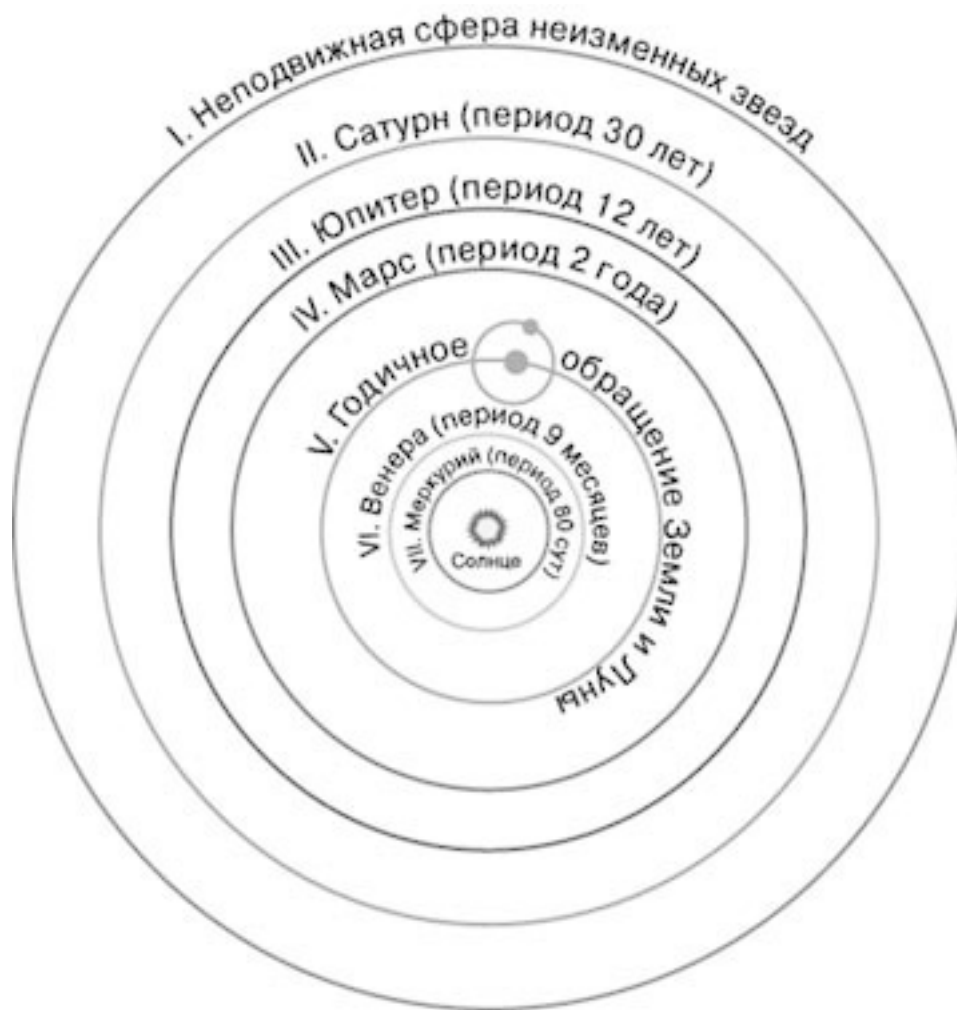 I. Неподвижная сфера неизменных звезд
II. Сатурн (период 30 лет)
III. Юпитер (период 12 лет)
IV. Марс (период 2 года)
V. Годичное обращение Земли и Луны
VI. Венера (период 9 месяцев)
VII. Меркурий (период 80 сут)
Солнце